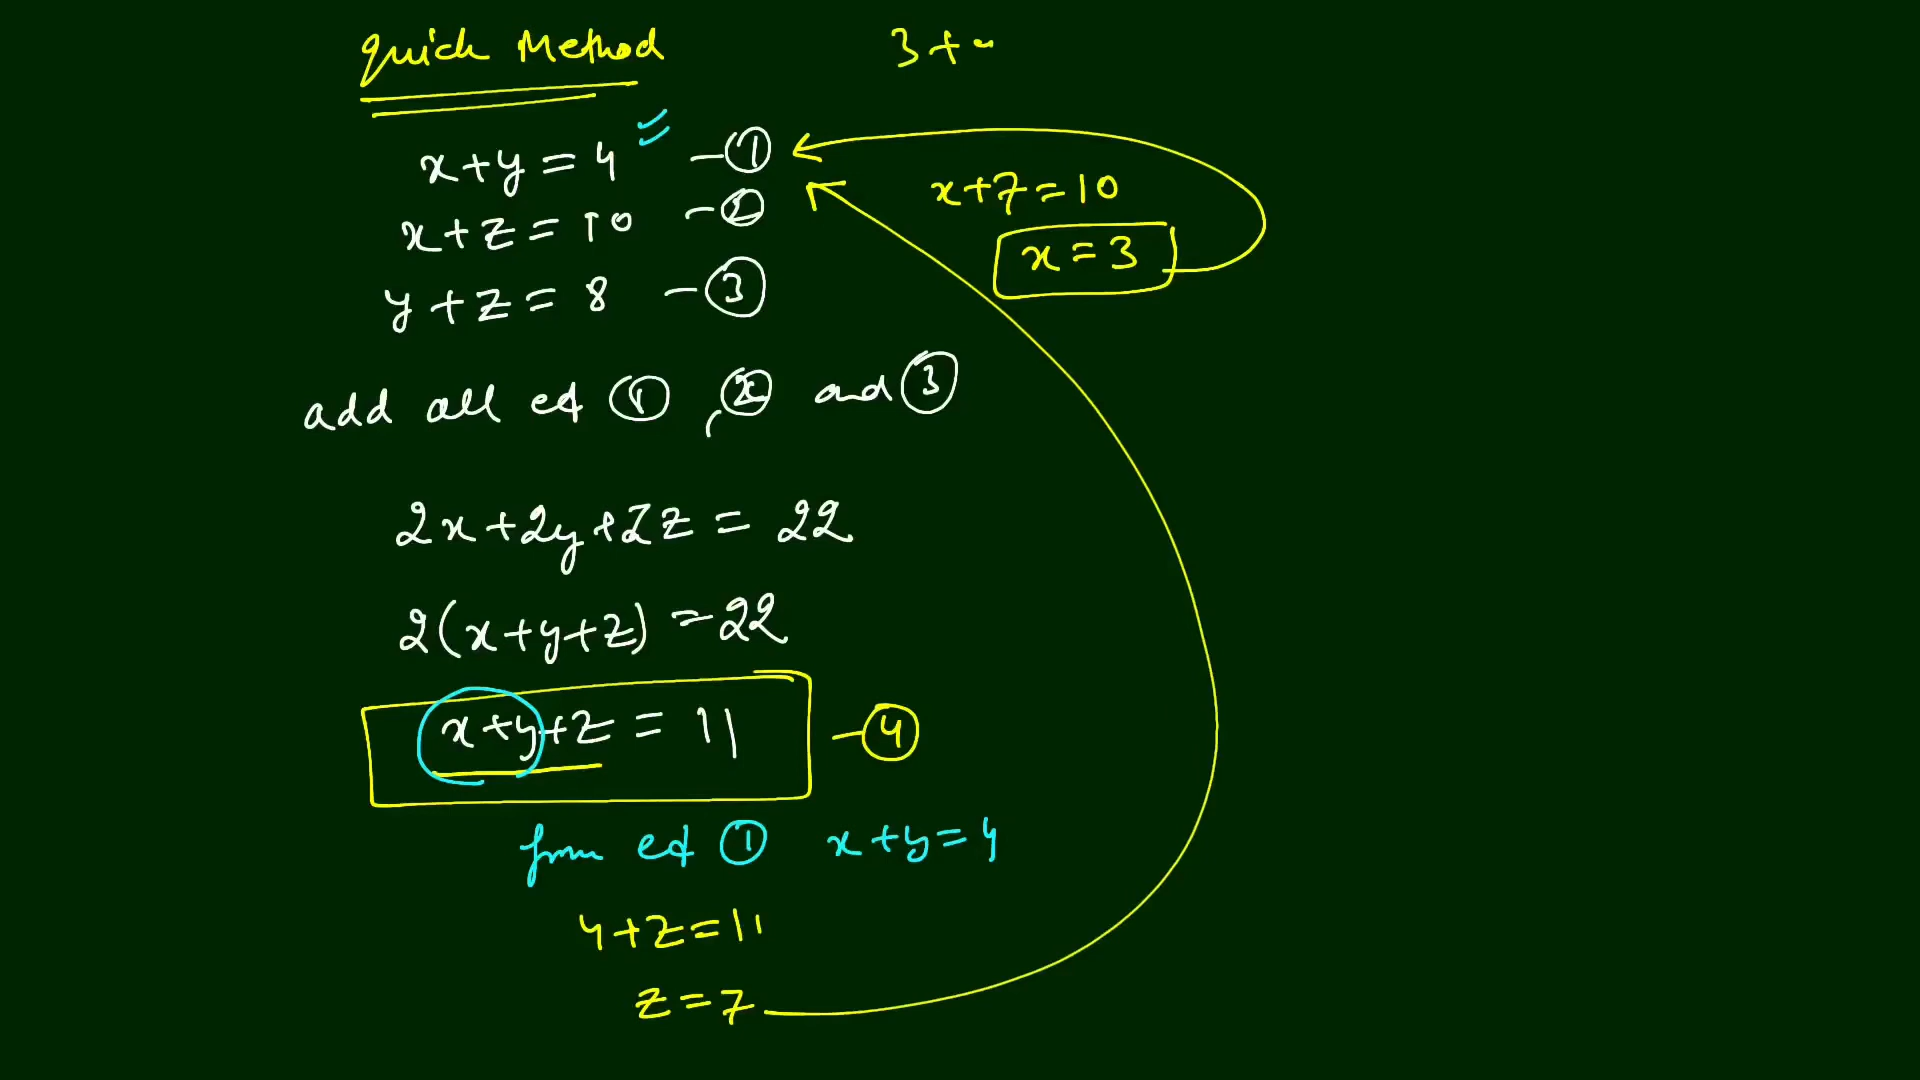 Quick Method
3+
x+y=4 -①
x+z=10 -②
y+z=8 -③
x+7=10
x=3
add all eq ①, ② and ③
2x+2y+2z=22
2(x+y+z)=22
x+y+z=11 -④
from eq ① x+y=4
4+z=11
z=7